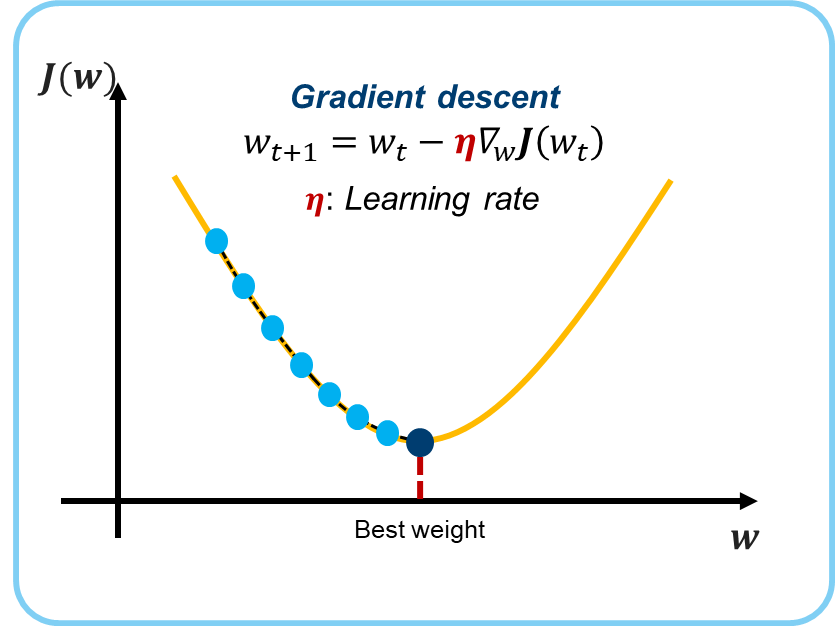 J(w)
Gradient descent
w_{t+1} = w_t − η∇_w J(w_t)
η: Learning rate
Best weight
w